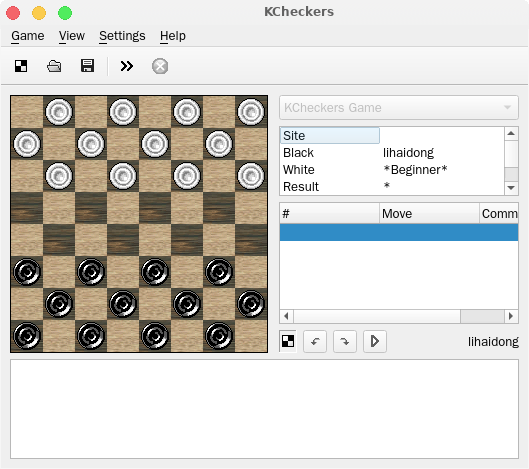 KCheckers
Game View Settings Help
KCheckers Game
Site
Black lihaidong
White *Beginner*
Result *
# Move Comm
lihaidong